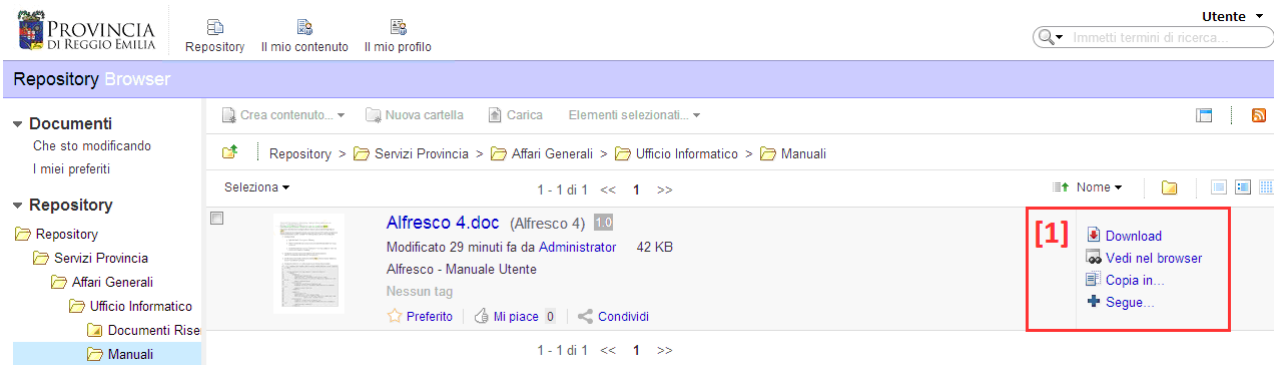 PROVINCIA
DI REGGIO EMILIA
Repository Il mio contenuto Il mio profilo
Utente
Immetti termini di ricerca...
Repository Browser
Documenti
Che sto modificando
I miei preferiti
Repository
Repository
Servizi Provincia
Affari Generali
Ufficio Informatico
Documenti Rise
Manuali
Crea contenuto... Nuova cartella Carica Elementi selezionati...
Repository > Servizi Provincia > Affari Generali > Ufficio Informatico > Manuali
Seleziona 1 - 1 di 1 << 1 >> Nome
Alfresco 4.doc (Alfresco 4) 1.0
Modificato 29 minuti fa da Administrator 42 KB
Alfresco - Manuale Utente
Nessun tag
Preferito Mi piace 0 Condividi
[1]
Download
Vedi nel browser
Copia in...
Segue...
1 - 1 di 1 << 1 >>